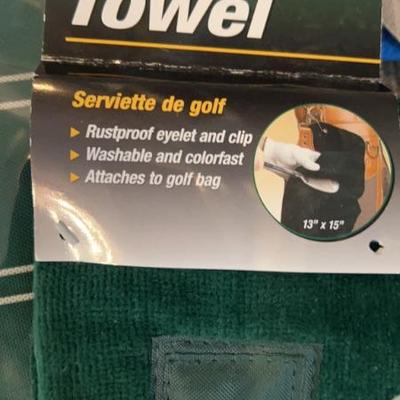 Towel
Serviette de golf
Rustproof eyelet and clip
Washable and colorfast
Attaches to golf bag
13" x 15"